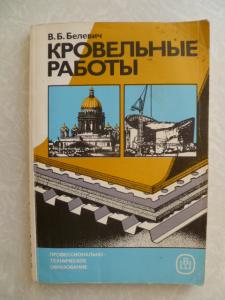 В. Б. Белевич
КРОВЕЛЬНЫЕ
РАБОТЫ
ПРОФЕССИОНАЛЬНО-
ТЕХНИЧЕСКОЕ
ОБРАЗОВАНИЕ